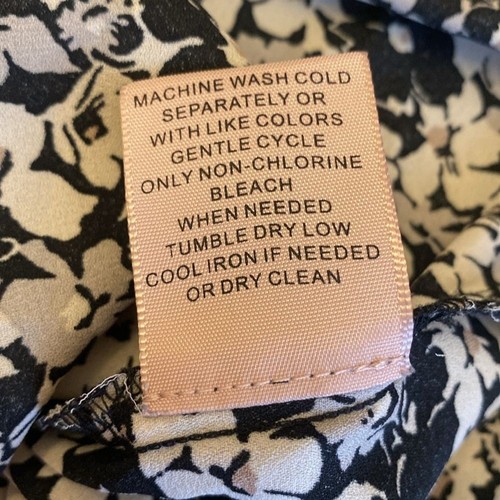 MACHINE WASH COLD
SEPARATELY OR
WITH LIKE COLORS
GENTLE CYCLE
ONLY NON-CHLORINE
BLEACH
WHEN NEEDED
TUMBLE DRY LOW
COOL IRON IF NEEDED
OR DRY CLEAN